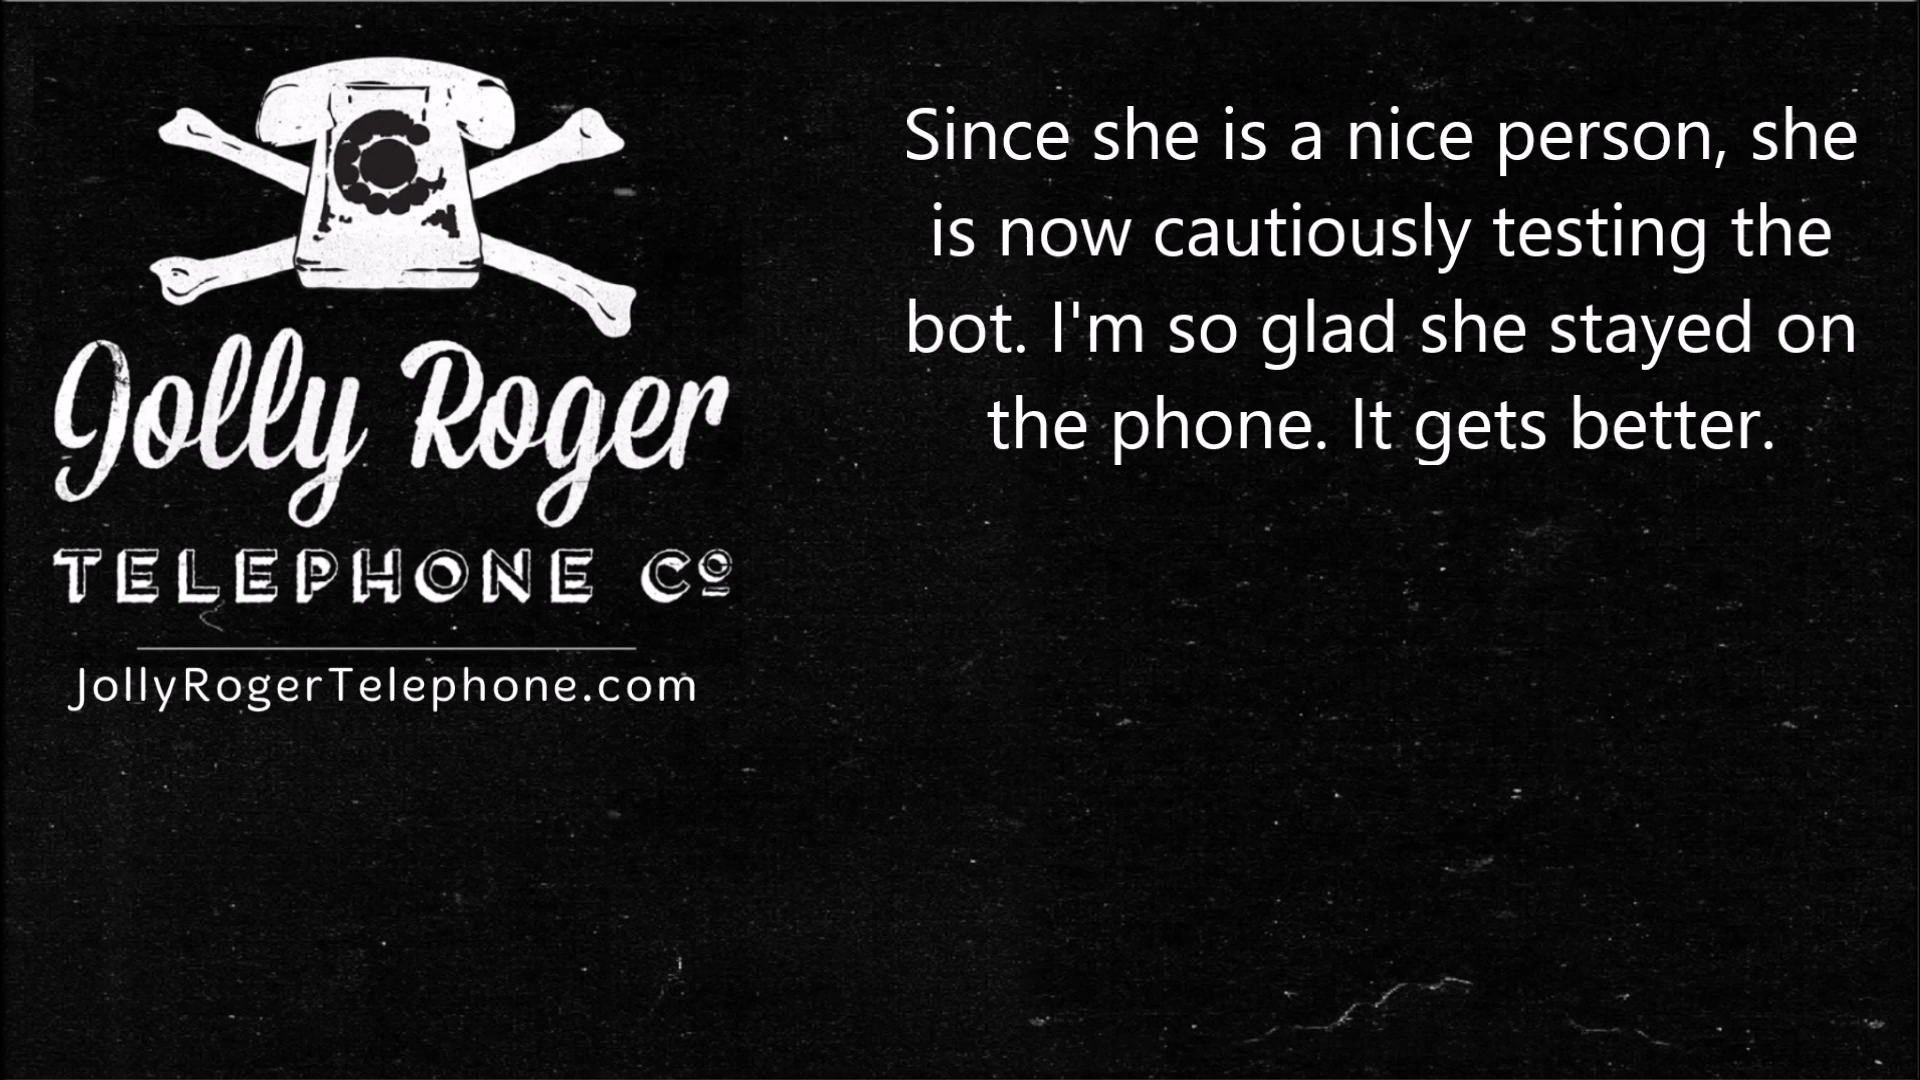 Jolly Roger
TELEPHONE Cº
JollyRogerTelephone.com
Since she is a nice person, she
is now cautiously testing the
bot. I'm so glad she stayed on
the phone. It gets better.